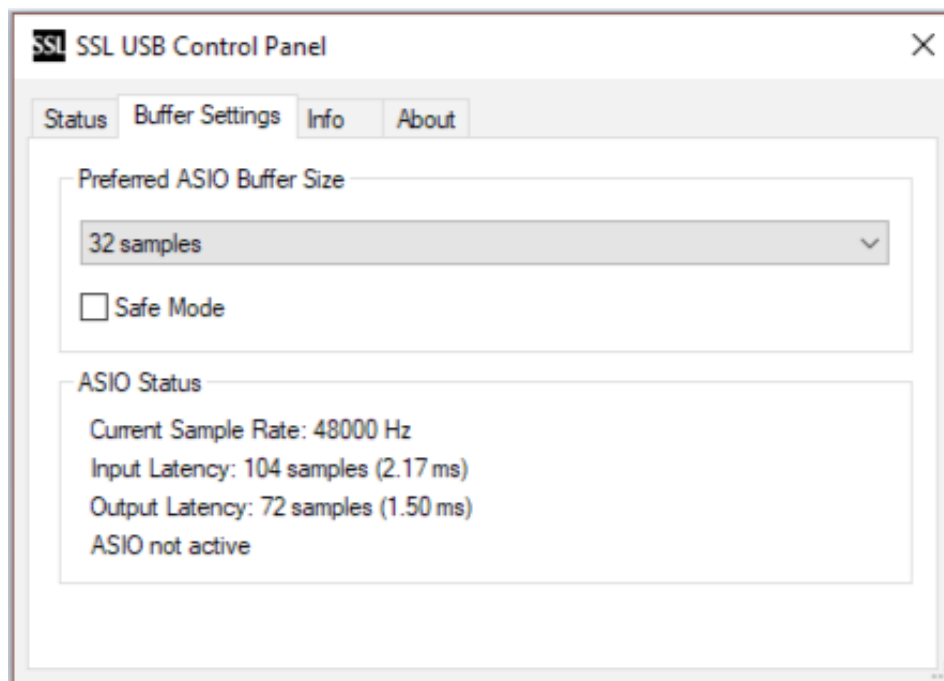 SSL SSL USB Control Panel
Status Buffer Settings Info About
Preferred ASIO Buffer Size
32 samples
Safe Mode
ASIO Status
Current Sample Rate: 48000 Hz
Input Latency: 104 samples (2.17 ms)
Output Latency: 72 samples (1.50 ms)
ASIO not active